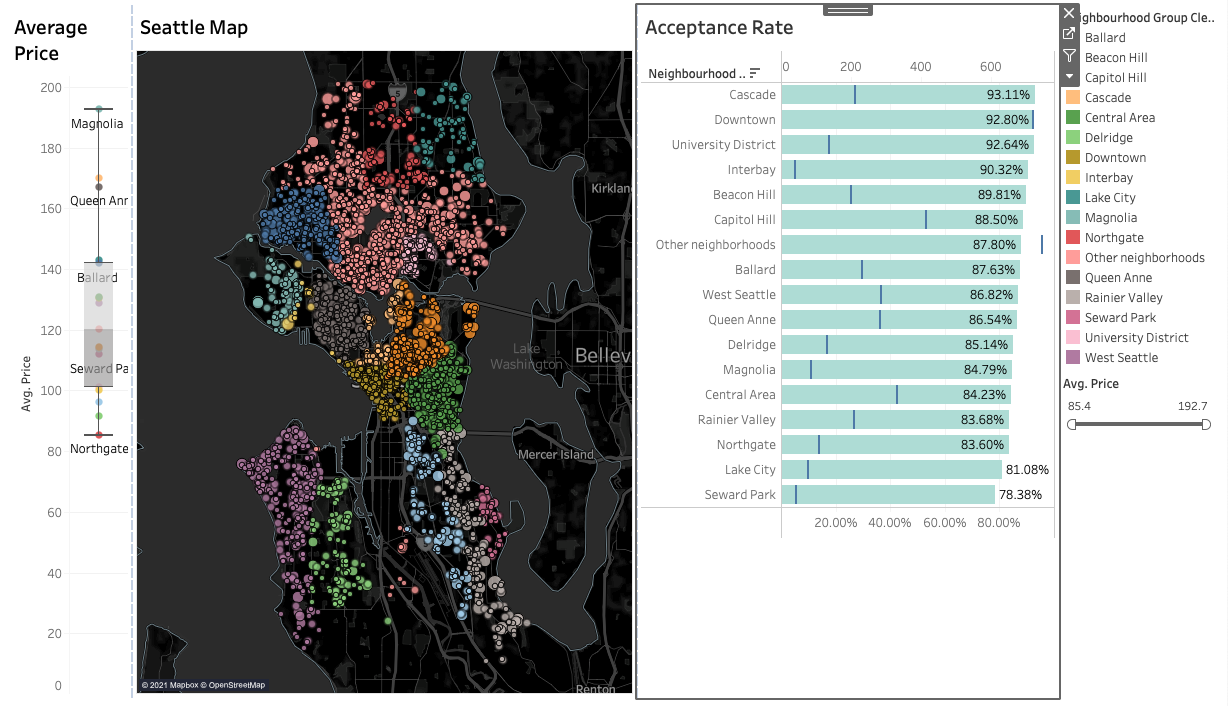 Average
Price
200
180
160
140
120
100
80
60
40
20
0
Avg. Price
Magnolia
Queen Anr
Ballard
Seward Pa
Northgate
Seattle Map
5
Kirklan
Lake
Washington
Bellev
Mercer Island
Renton
© 2021 Mapbox © OpenStreetMap
Acceptance Rate
Neighbourhood ..
0 200 400 600
Cascade 93.11%
Downtown 92.80%
University District 92.64%
Interbay 90.32%
Beacon Hill 89.81%
Capitol Hill 88.50%
Other neighborhoods 87.80%
Ballard 87.63%
West Seattle 86.82%
Queen Anne 86.54%
Delridge 85.14%
Magnolia 84.79%
Central Area 84.23%
Rainier Valley 83.68%
Northgate 83.60%
Lake City 81.08%
Seward Park 78.38%
20.00% 40.00% 60.00% 80.00%
ighbourhood Group Cle..
Ballard
Beacon Hill
Capitol Hill
Cascade
Central Area
Delridge
Downtown
Interbay
Lake City
Magnolia
Northgate
Other neighborhoods
Queen Anne
Rainier Valley
Seward Park
University District
West Seattle
Avg. Price
85.4 192.7